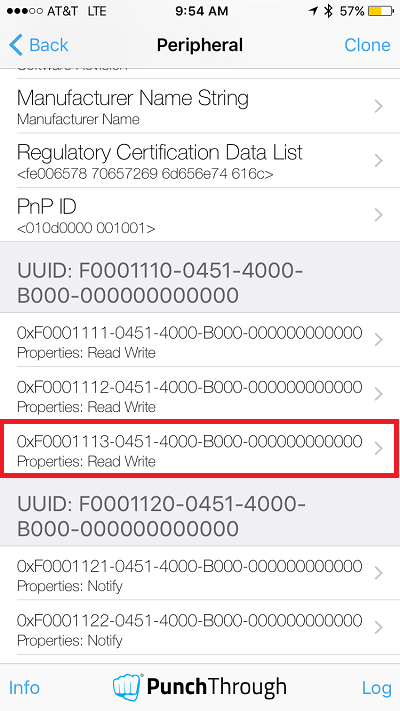 AT&T LTE 9:54 AM 57%
Back Peripheral Clone
Software Revision
Manufacturer Name String
Manufacturer Name
Regulatory Certification Data List
<fe006578 70657269 6d656e74 616c>
PnP ID
<010d0000 001001>
UUID: F0001110-0451-4000-
B000-000000000000
0xF0001111-0451-4000-B000-000000000000
Properties: Read Write
0xF0001112-0451-4000-B000-000000000000
Properties: Read Write
0xF0001113-0451-4000-B000-000000000000
Properties: Read Write
UUID: F0001120-0451-4000-
B000-000000000000
0xF0001121-0451-4000-B000-000000000000
Properties: Notify
0xF0001122-0451-4000-B000-000000000000
Properties: Notify
Info PunchThrough Log